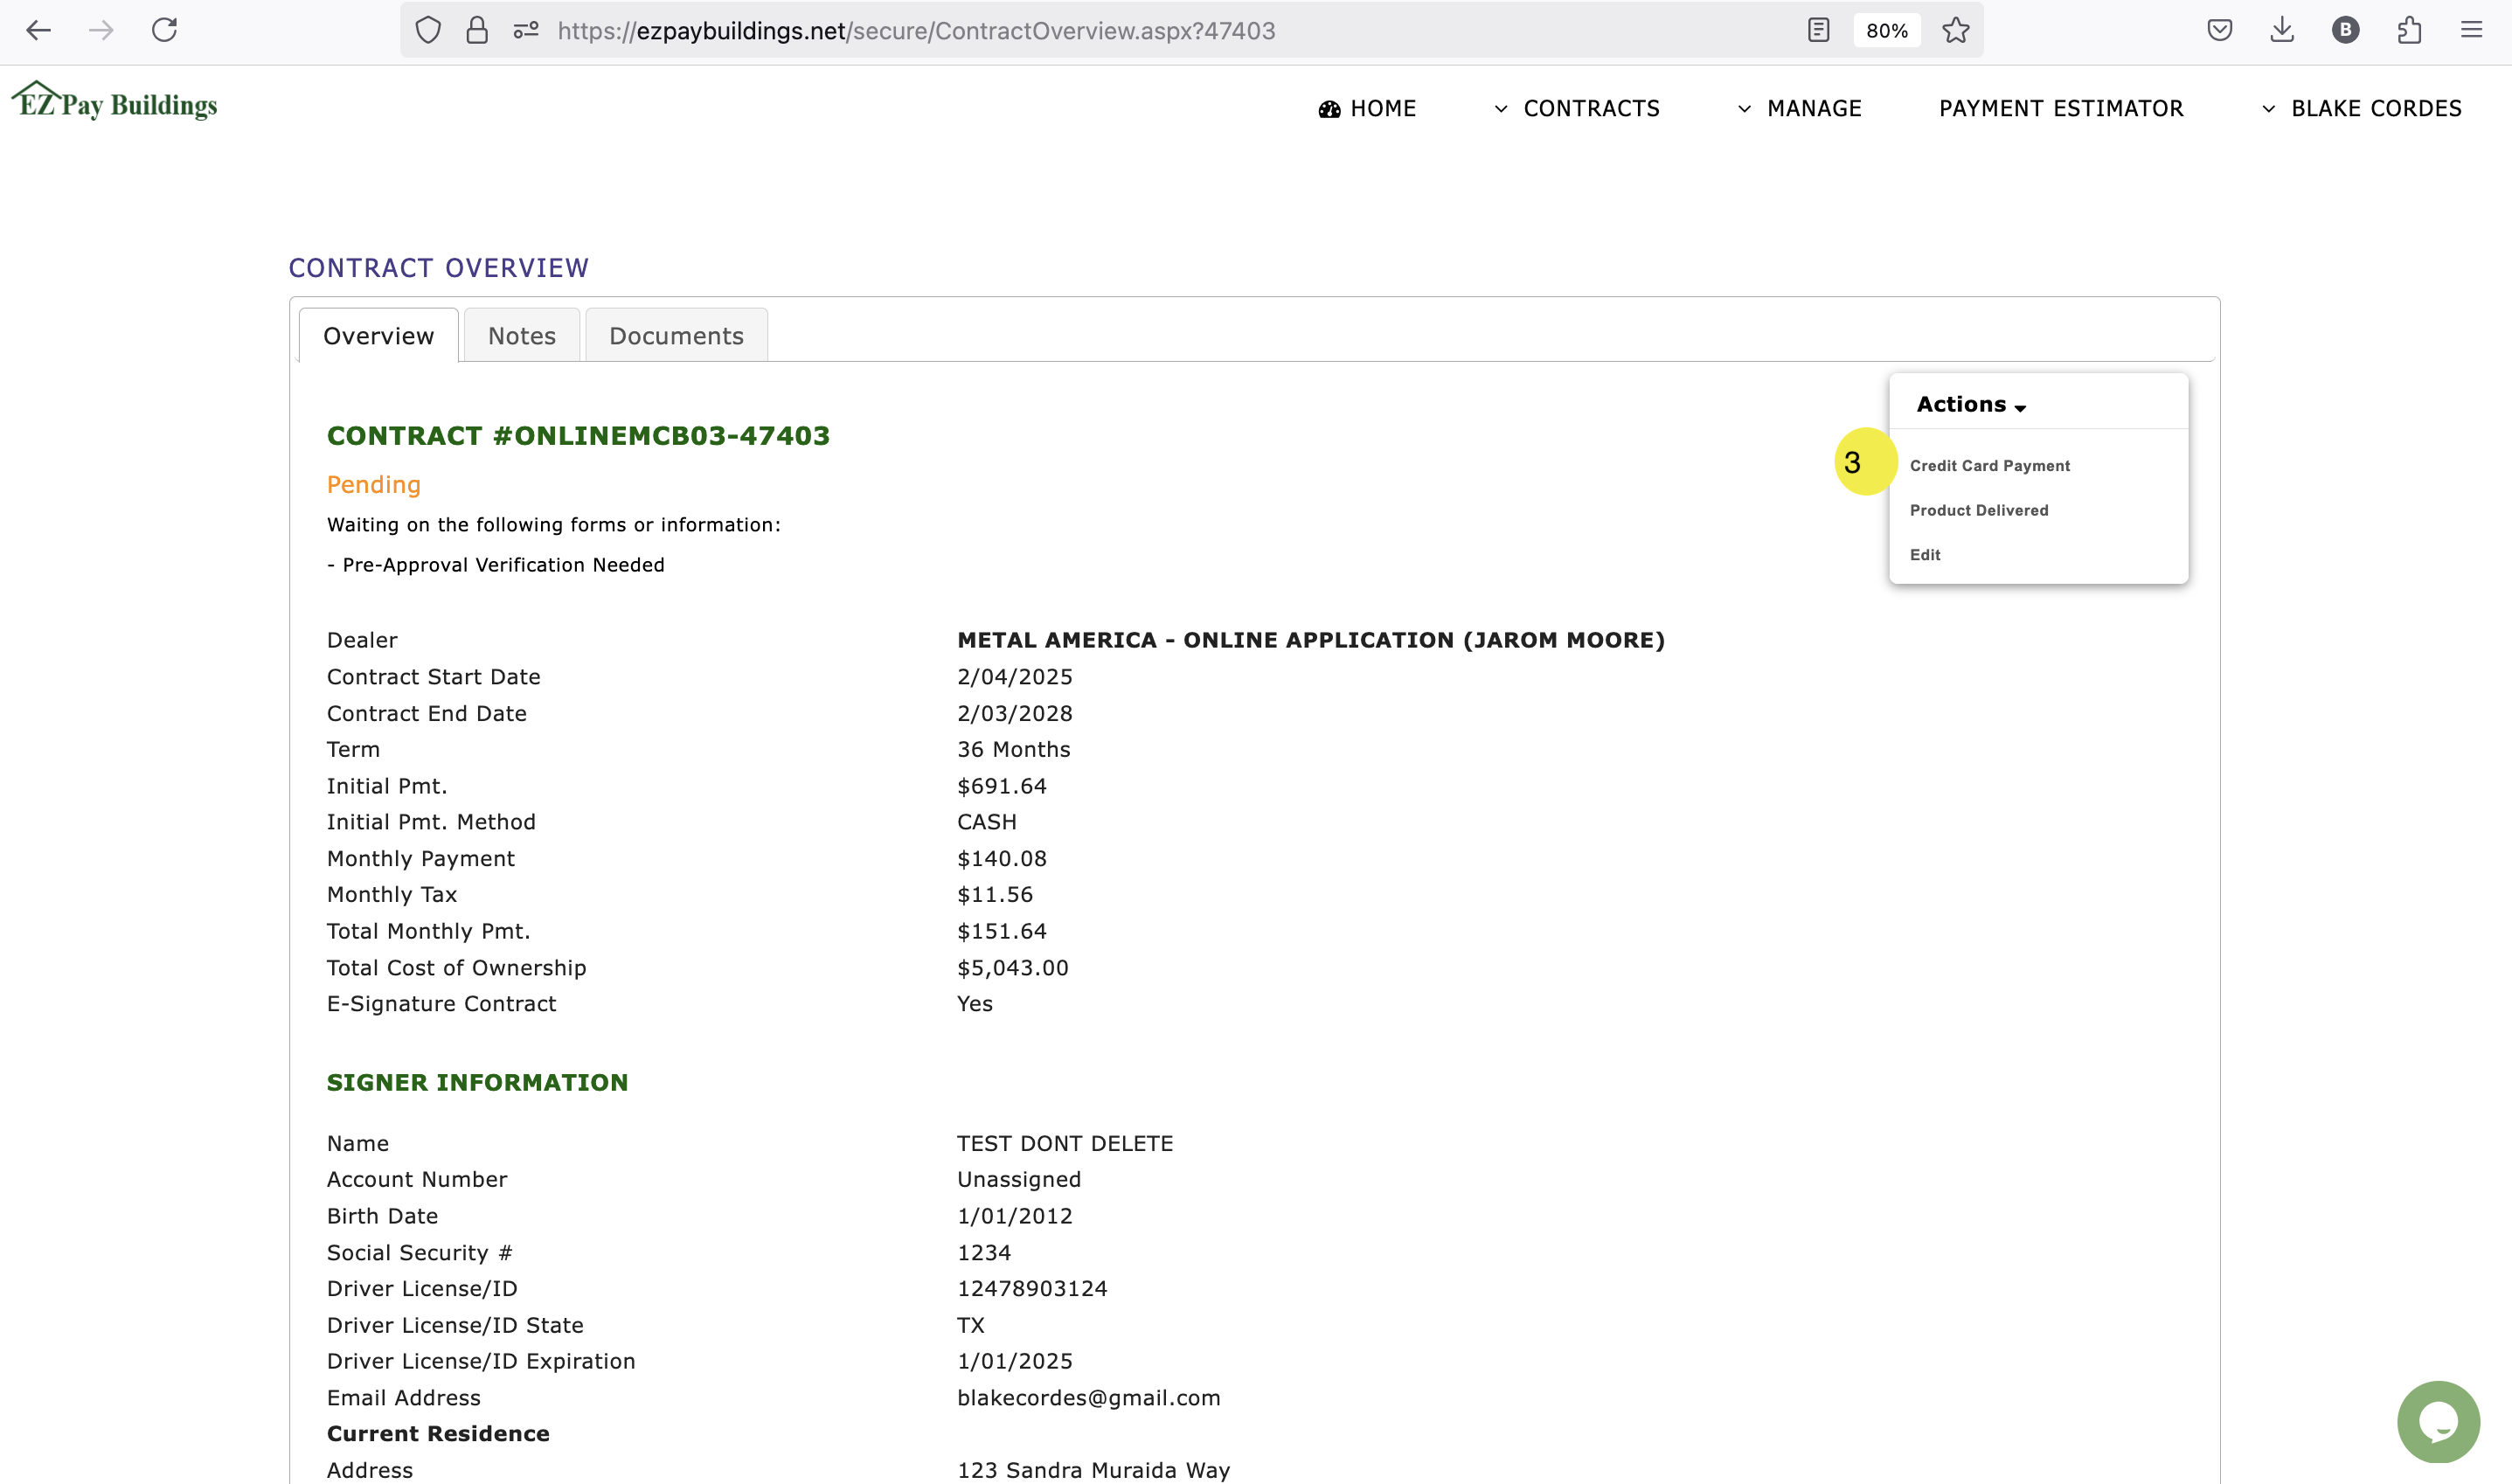 https://ezpaybuildings.net/secure/ContractOverview.aspx?47403
80%
B
EZ Pay Buildings
HOME
CONTRACTS
MANAGE
PAYMENT ESTIMATOR
BLAKE CORDES
CONTRACT OVERVIEW
Overview
Notes
Documents
Actions
3
Credit Card Payment
Product Delivered
Edit
CONTRACT #ONLINEMCB03-47403
Pending
Waiting on the following forms or information:
- Pre-Approval Verification Needed
Dealer METAL AMERICA - ONLINE APPLICATION (JAROM MOORE)
Contract Start Date 2/04/2025
Contract End Date 2/03/2028
Term 36 Months
Initial Pmt. $691.64
Initial Pmt. Method CASH
Monthly Payment $140.08
Monthly Tax $11.56
Total Monthly Pmt. $151.64
Total Cost of Ownership $5,043.00
E-Signature Contract Yes
SIGNER INFORMATION
Name TEST DONT DELETE
Account Number Unassigned
Birth Date 1/01/2012
Social Security # 1234
Driver License/ID 12478903124
Driver License/ID State TX
Driver License/ID Expiration 1/01/2025
Email Address blakecordes@gmail.com
Current Residence
Address 123 Sandra Muraida Way